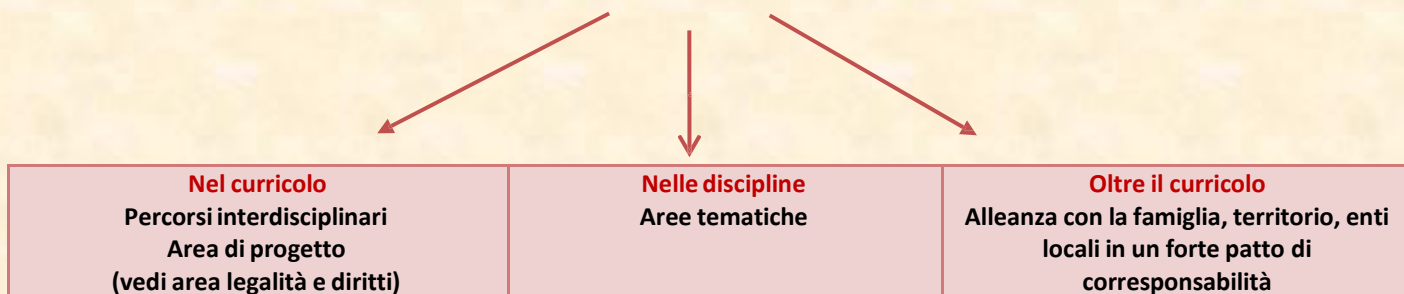 Nel curricolo
Percorsi interdisciplinari
Area di progetto
(vedi area legalità e diritti)
Nelle discipline
Aree tematiche
Oltre il curricolo
Alleanza con la famiglia, territorio, enti
locali in un forte patto di
corresponsabilità